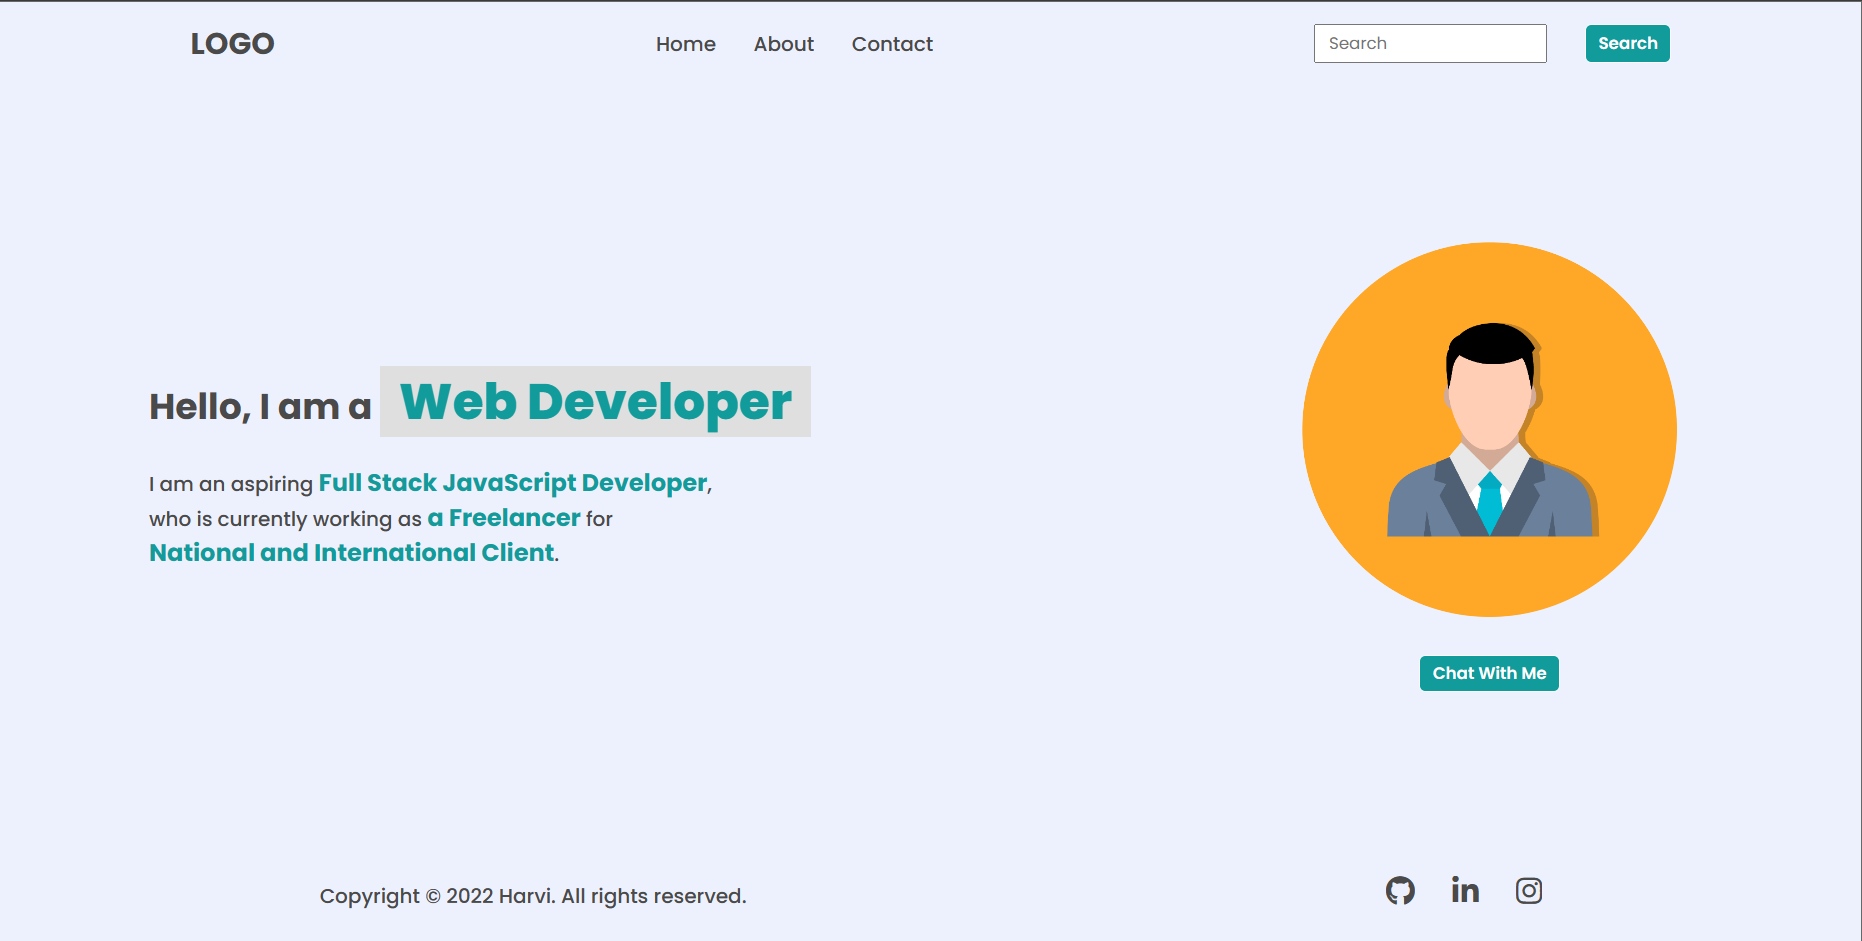 LOGO
Home About Contact
Search Search
Hello, I am a Web Developer
I am an aspiring Full Stack JavaScript Developer,
who is currently working as a Freelancer for
National and International Client.
Chat With Me
Copyright © 2022 Harvi. All rights reserved.
in